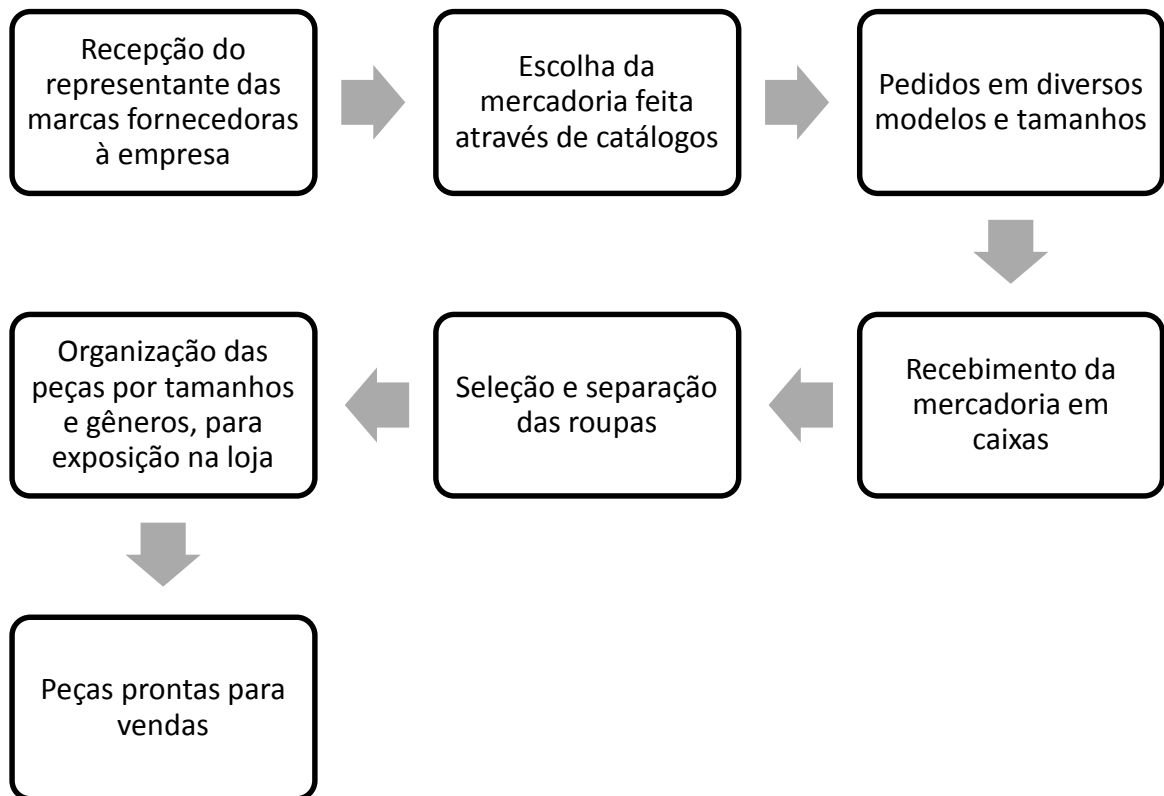 Recepção do
representante das
marcas fornecedoras
à empresa
Escolha da
mercadoria feita
através de catálogos
Pedidos em diversos
modelos e tamanhos
Recebimento da
mercadoria em
caixas
Seleção e separação
das roupas
Organização das
peças por tamanhos
e gêneros, para
exposição na loja
Peças prontas para
vendas